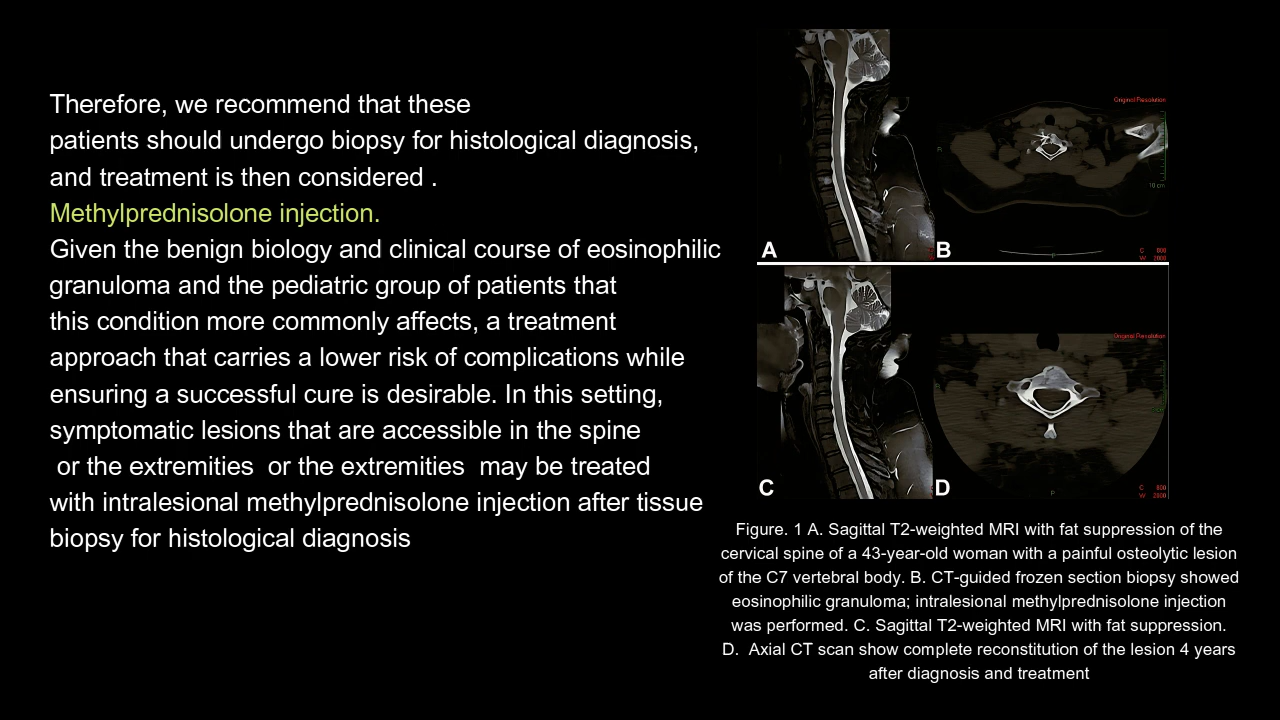 Therefore, we recommend that these
patients should undergo biopsy for histological diagnosis,
and treatment is then considered .
Methylprednisolone injection.
Given the benign biology and clinical course of eosinophilic
granuloma and the pediatric group of patients that
this condition more commonly affects, a treatment
approach that carries a lower risk of complications while
ensuring a successful cure is desirable. In this setting,
symptomatic lesions that are accessible in the spine
or the extremities  or the extremities  may be treated
with intralesional methylprednisolone injection after tissue
biopsy for histological diagnosis
Original Resolution
R
10 cm
A
B
P
C 800
W 2000
Original Resolution
C
D
P
C 800
W 2000
Figure. 1 A. Sagittal T2-weighted MRI with fat suppression of the
cervical spine of a 43-year-old woman with a painful osteolytic lesion
of the C7 vertebral body. B. CT-guided frozen section biopsy showed
eosinophilic granuloma; intralesional methylprednisolone injection
was performed. C. Sagittal T2-weighted MRI with fat suppression.
D.  Axial CT scan show complete reconstitution of the lesion 4 years
after diagnosis and treatment